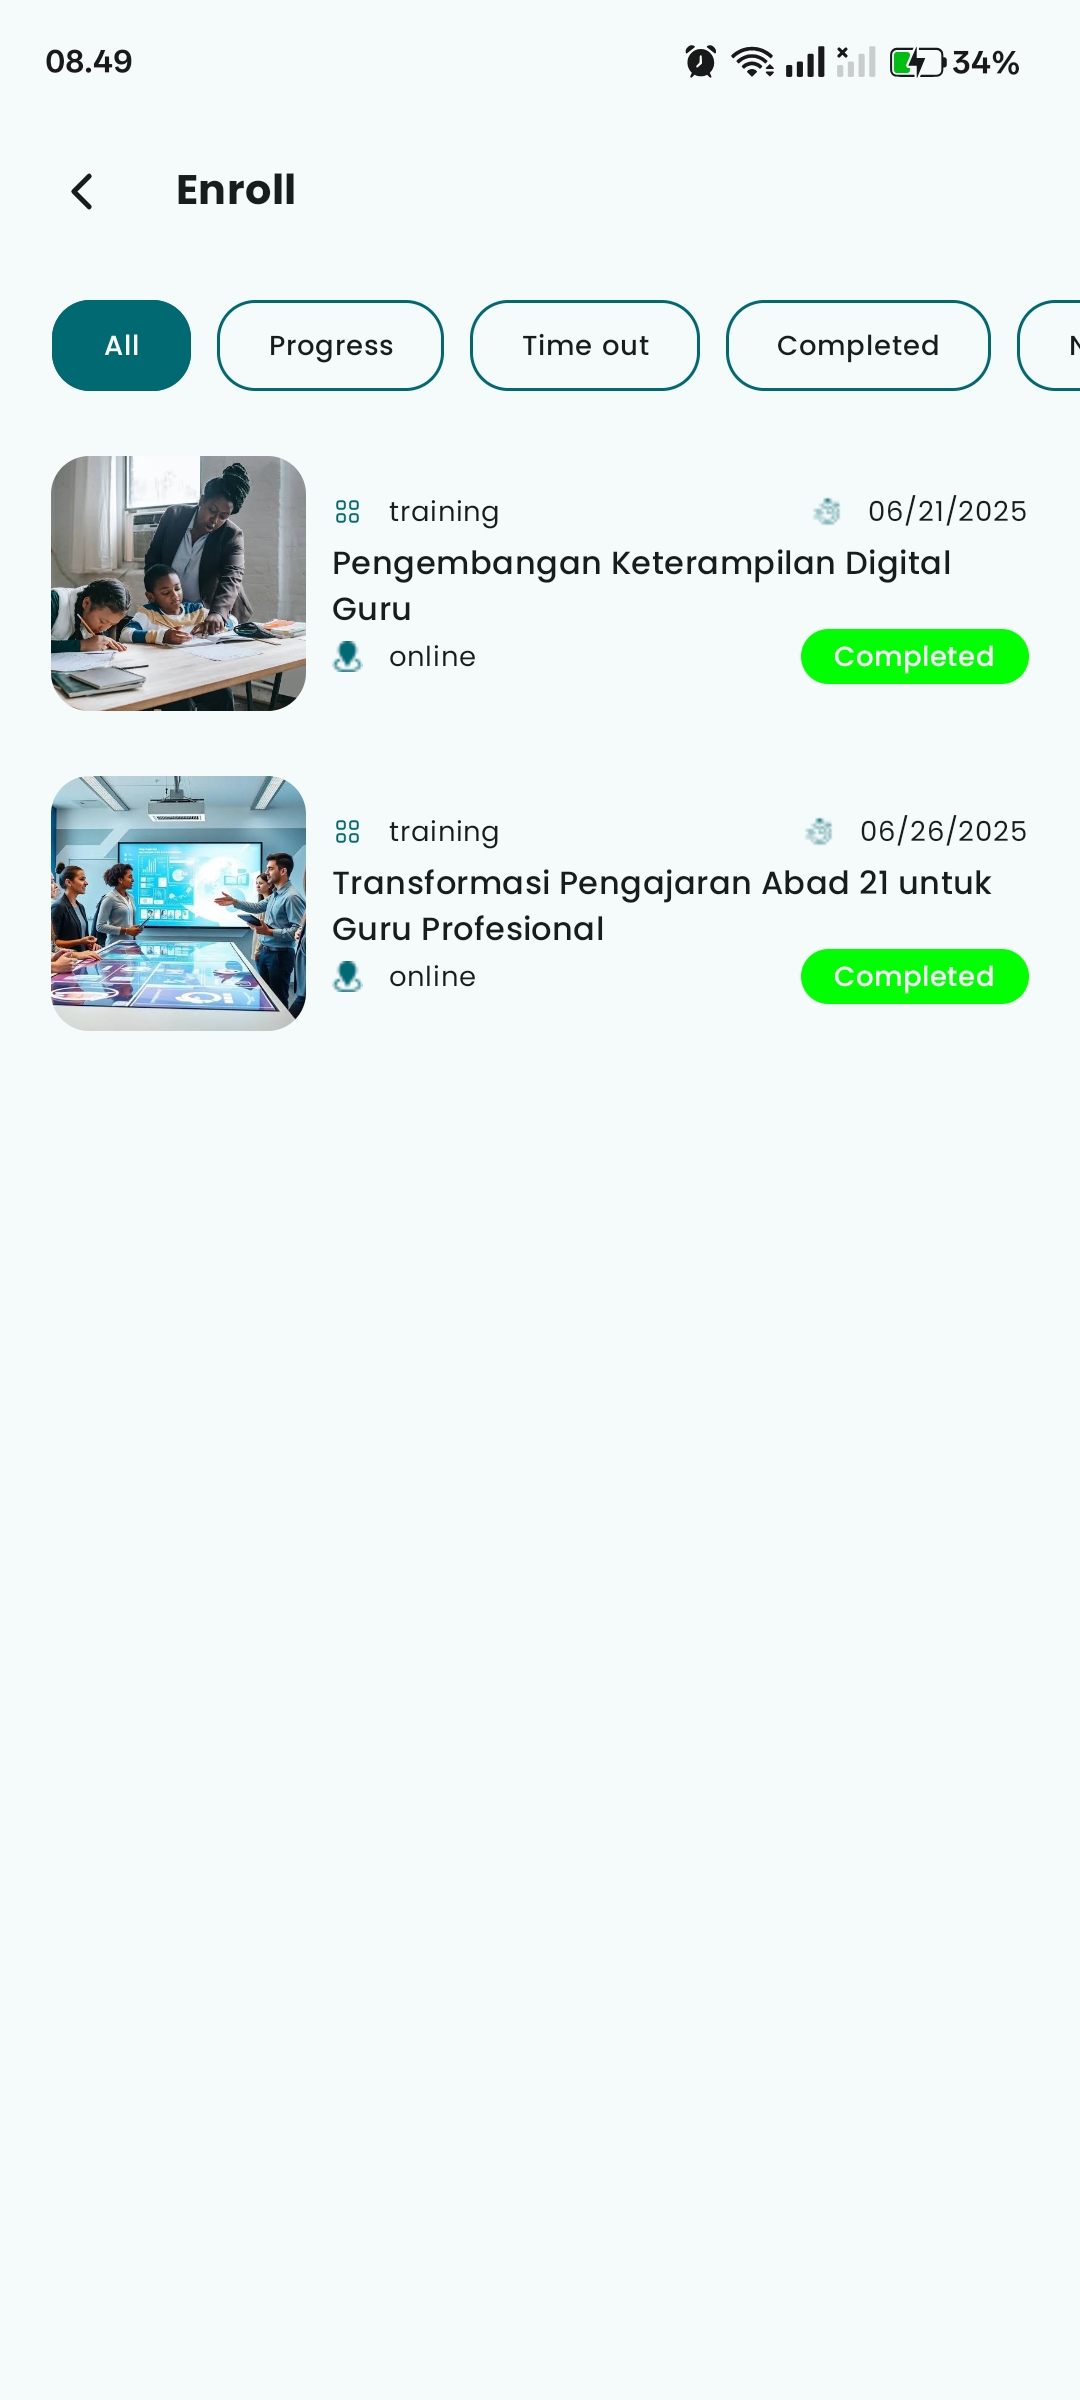 08.49
34%
Enroll
All Progress Time out Completed
training 06/21/2025
Pengembangan Keterampilan Digital
Guru
online Completed
training 06/26/2025
Transformasi Pengajaran Abad 21 untuk
Guru Profesional
online Completed